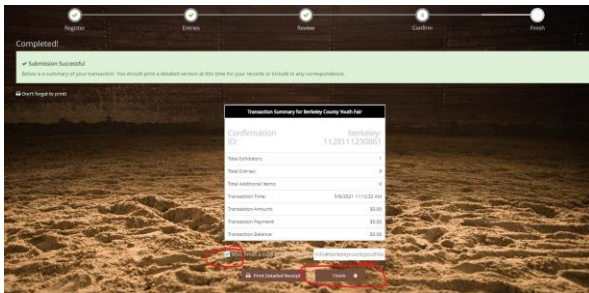 Register
Entries
Review
4
Confirm
Finish
Completed!
✔ Submission Successful
Below is a summary of your transaction. You should print a detailed version at this time for your records or include in any correspondence.
Don't forget to print!
Transaction Summary for Berkeley County Youth Fair
Confirmation ID:
berkeley-1128111230861
Total Exhibitors: 1
Total Entries:
Total Additional Items:
Transaction Time: 5/8/2021 11:12:32 AM
Transaction Amount: $0.00
Transaction Payment: $0.00
Transaction Balance: $0.00
email a
Print Detailed Receipt
Finish →